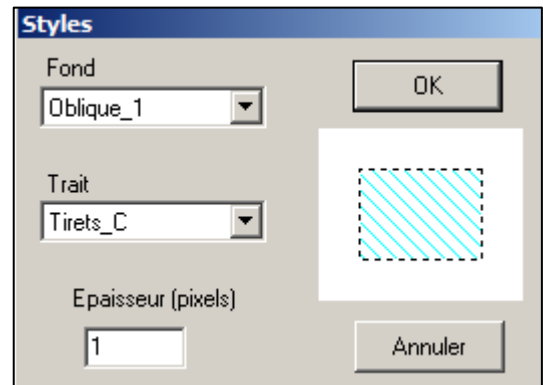 Styles
Fond
OK
Oblique_1
Trait
Tirets_C
Epaisseur (pixels)
1
Annuler